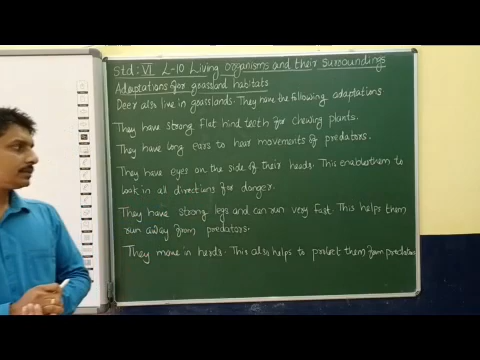 Std: VI L-10 Living organisms and their Surroundings
Adaptations for grassland habitats
Deer also live in grasslands. They have the following adaptations
They have strong flat hind teeth for chewing plants.
They have long ears to hear movements of predators.
They have eyes on the side of their heads. This enables them to
look in all directions for danger.
They have strong legs and can run very fast. This helps them
run away from predators.
They move in herds. This also helps to protect them from predators